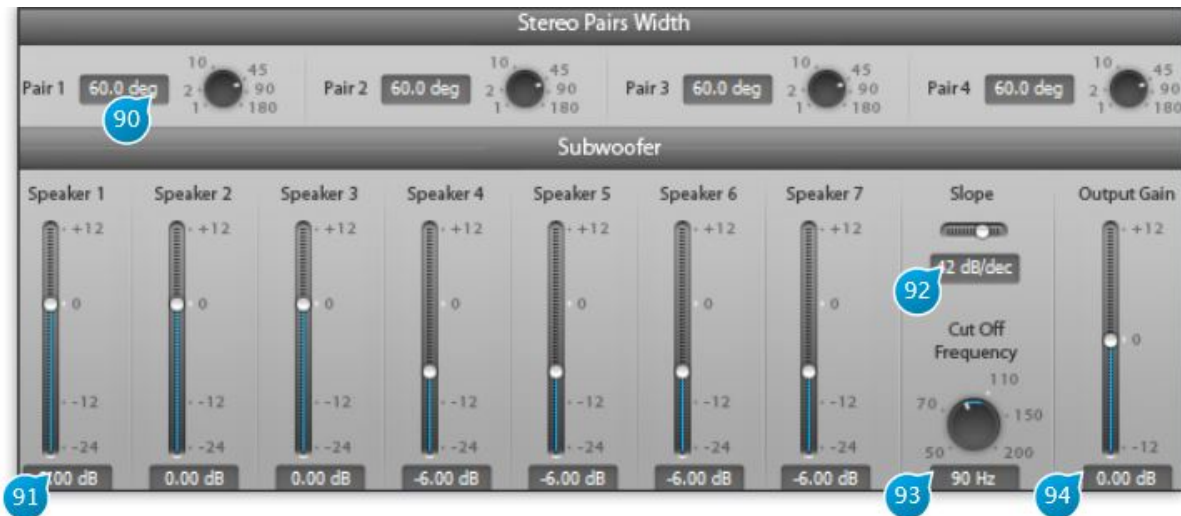 Stereo Pairs Width
10 45 10 45 10 45 10 45
Pair 1 60.0 deg 2 90 Pair 2 60.0 deg 2 90 Pair 3 60.0 deg 2 90 Pair 4 60.0 deg 2 90
1 180 1 180 1 180 1 180
90
Subwoofer
Speaker 1 Speaker 2 Speaker 3 Speaker 4 Speaker 5 Speaker 6 Speaker 7 Slope Output Gain
+12 +12 +12 +12 +12 +12 +12 +12
42 dB/dec
92
0 0 0 0 0 0 0
Cut Off 0
Frequency
110
-12 -12 -12 -12 -12 -12 -12 70 150
-24 -24 -24 -24 -24 -24 -24 50 200 -12
dB 0.00 dB 0.00 dB -6.00 dB -6.00 dB -6.00 dB -6.00 dB 90 Hz 0.00 dB
91 93 94